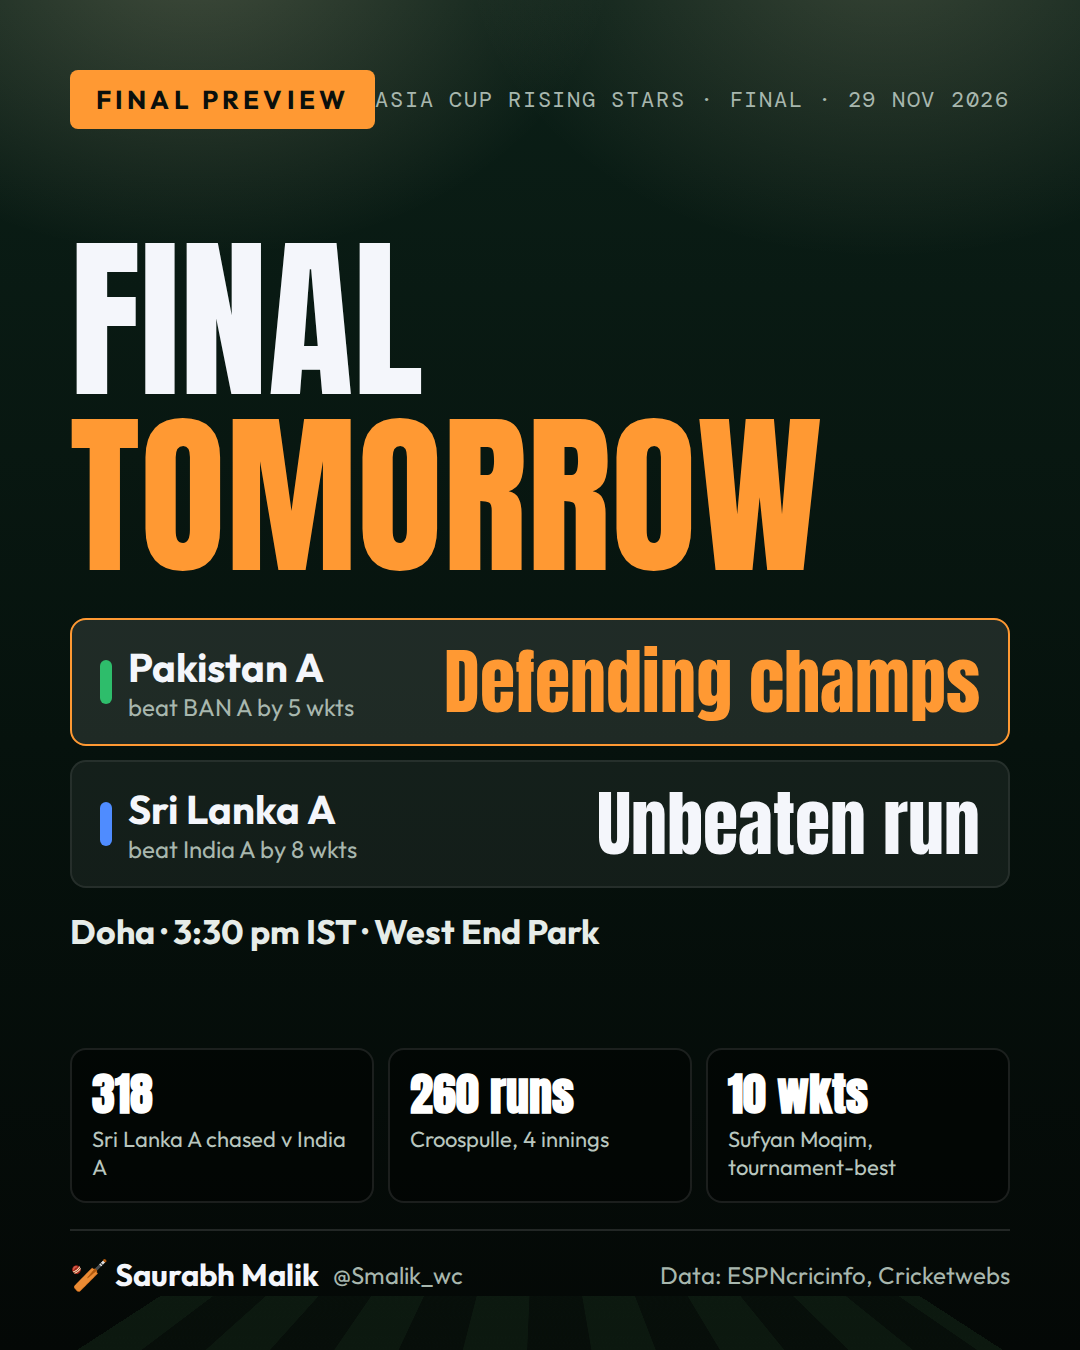 FINAL PREVIEW
ASIA CUP RISING STARS · FINAL · 29 NOV 2026
FINAL
TOMORROW
Pakistan A
beat BAN A by 5 wkts
Defending champs
Sri Lanka A
beat India A by 8 wkts
Unbeaten run
Doha · 3:30 pm IST · West End Park
318
Sri Lanka A chased v India
A
260 runs
Croospulle, 4 innings
10 wkts
Sufyan Moqim,
tournament-best
Saurabh Malik @Smalik_wc
Data: ESPNcricinfo, Cricketwebs